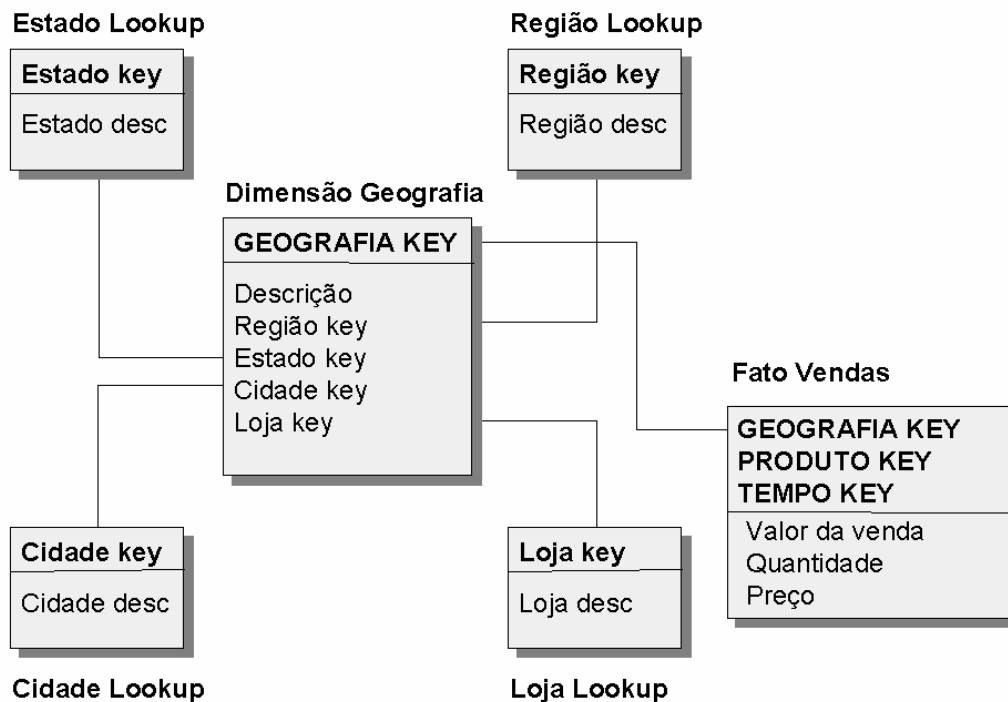 Estado Lookup
Estado key
Estado desc
Região Lookup
Região key
Região desc
Dimensão Geografia
GEOGRAFIA KEY
Descrição
Região key
Estado key
Cidade key
Loja key
Fato Vendas
GEOGRAFIA KEY
PRODUTO KEY
TEMPO KEY
Valor da venda
Quantidade
Preço
Cidade key
Cidade desc
Cidade Lookup
Loja key
Loja desc
Loja Lookup